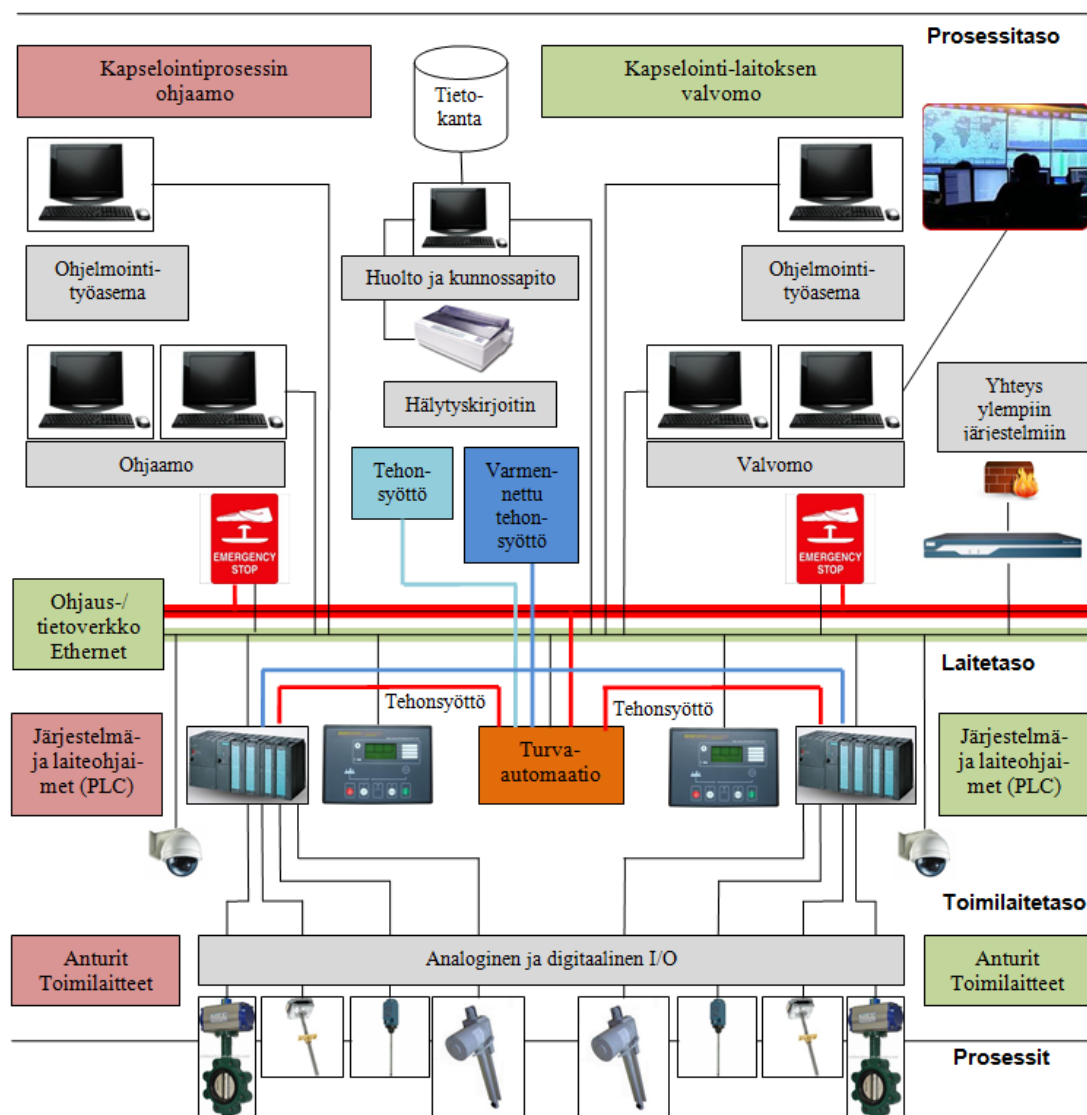 Prosessitaso
Kapselointiprosessin
ohjaamo
Tieto-
kanta
Kapselointi-laitoksen
valvomo
Ohjelmointi-
työasema
Huolto ja kunnossapito
Ohjelmointi-
työasema
Hälytyskirjoitin
Yhteys
ylempiin
järjestelmiin
Ohjaamo
Tehon-
syöttö
Varmen-
nettu
tehon-
syöttö
Valvomo
EMERGENCY
STOP
EMERGENCY
STOP
Ohjaus-/
tietoverkko
Ethernet
Laitetaso
Tehonsyöttö
Tehonsyöttö
Järjestelmä-
ja laiteohjai-
met (PLC)
Turva-
automaatio
Järjestelmä-
ja laiteohjai-
met (PLC)
Toimilaitetaso
Anturit
Toimilaitteet
Analoginen ja digitaalinen I/O
Anturit
Toimilaitteet
Prosessit